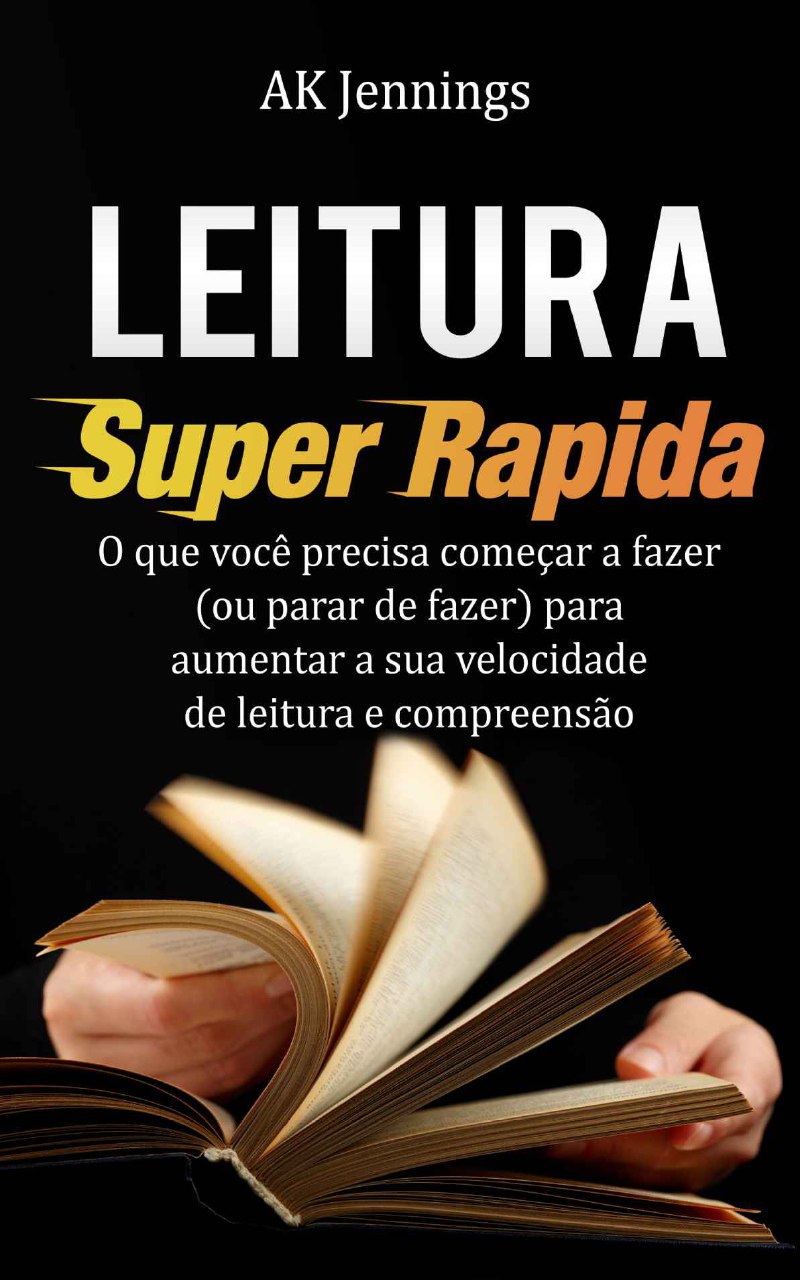 AK Jennings
LEITURA
Super Rapida
O que você precisa começar a fazer
(ou parar de fazer) para
aumentar a sua velocidade
de leitura e compreensão